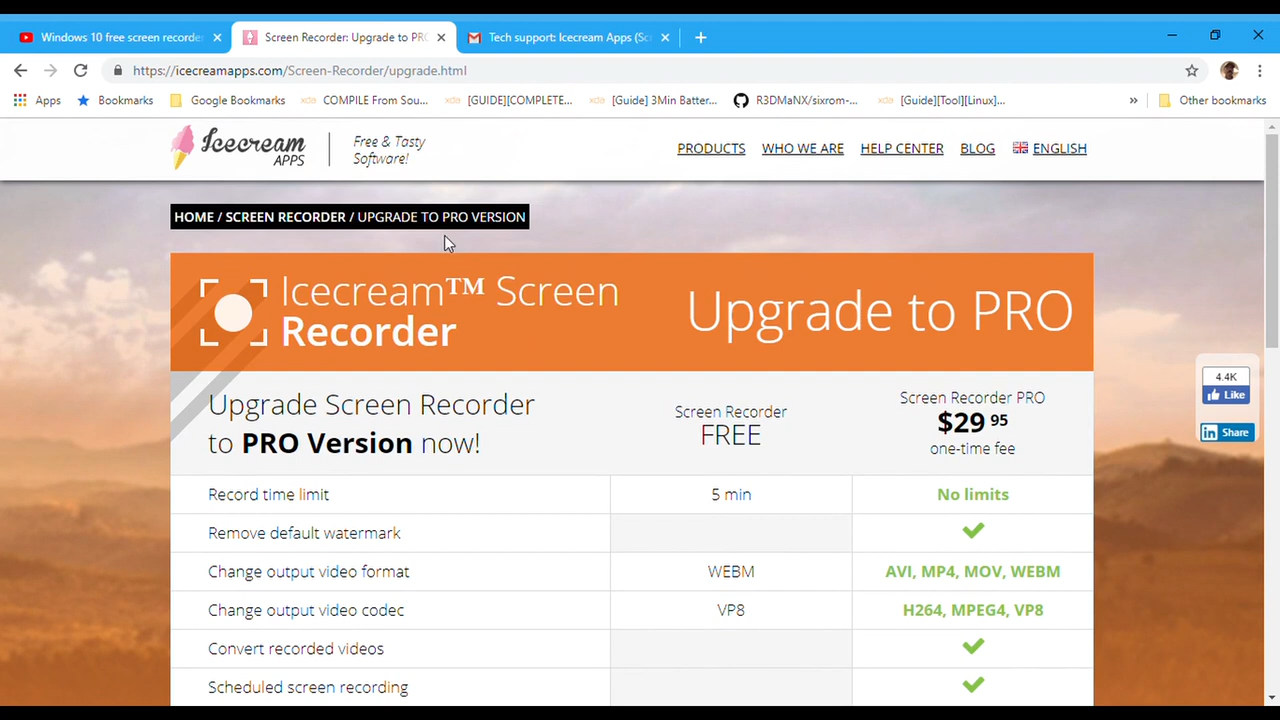 Windows 10 free screen recorder
Screen Recorder: Upgrade to PRO
Tech support: Icecream Apps (Scr
https://icecreamapps.com/Screen-Recorder/upgrade.html
Apps
Bookmarks
Google Bookmarks
COMPILE From Sou...
[GUIDE][COMPLETE...
[Guide] 3Min Batter...
R3DMaNX/sixrom-...
[Guide][Tool][Linux]...
»
Other bookmarks
Icecream
APPS
Free & Tasty
Software!
PRODUCTS
WHO WE ARE
HELP CENTER
BLOG
ENGLISH
HOME / SCREEN RECORDER / UPGRADE TO PRO VERSION
Icecream™ Screen
Recorder
Upgrade to PRO
Upgrade Screen Recorder
to PRO Version now!
Screen Recorder
FREE
Screen Recorder PRO
$29 95
one-time fee
Record time limit 5 min No limits
Remove default watermark
Change output video format WEBM AVI, MP4, MOV, WEBM
Change output video codec VP8 H264, MPEG4, VP8
Convert recorded videos
Scheduled screen recording
4.4K
Like
in Share